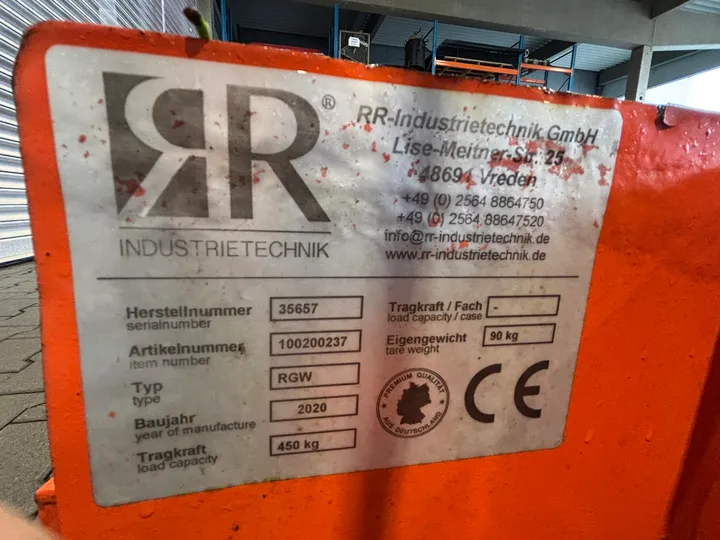 RR®
INDUSTRIETECHNIK
RR-Industrietechnik GmbH
Lise-Meitner-Str. 25
48691 Vreden
+49 (0) 2564 8864750
+49 (0) 2564 88647520
info@rr-industrietechnik.de
www.rr-industrietechnik.de
Herstellnummer 35657
serialnumber
Artikelnummer 100200237
item number
Typ RGW
type
Baujahr 2020
year of manufacture
Tragkraft 450 kg
load capacity
Tragkraft / Fach -
load capacity / case
Eigengewicht 90 kg
tare weight
PREMIUM QUALITÄT
AUS DEUTSCHLAND
CE